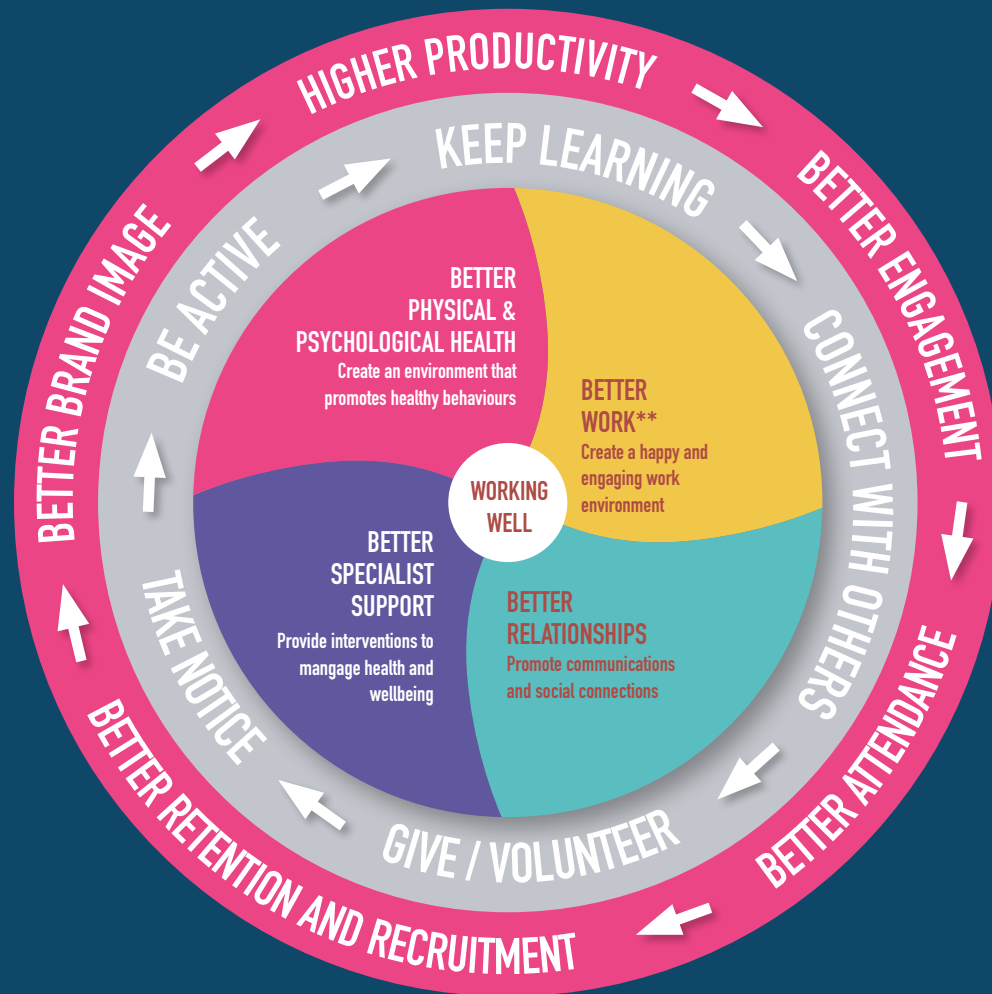 HIGHER PRODUCTIVITY
BETTER ENGAGEMENT
BETTER ATTENDANCE
BETTER RETENTION AND RECRUITMENT
BETTER BRAND IMAGE
KEEP LEARNING
CONNECT WITH OTHERS
GIVE / VOLUNTEER
TAKE NOTICE
BE ACTIVE
BETTER
PHYSICAL &
PSYCHOLOGICAL HEALTH
Create an environment that
promotes healthy behaviours
BETTER
WORK**
Create a happy and
engaging work
environment
WORKING
WELL
BETTER
SPECIALIST
SUPPORT
Provide interventions to
mangage health and
wellbeing
BETTER
RELATIONSHIPS
Promote communications
and social connections